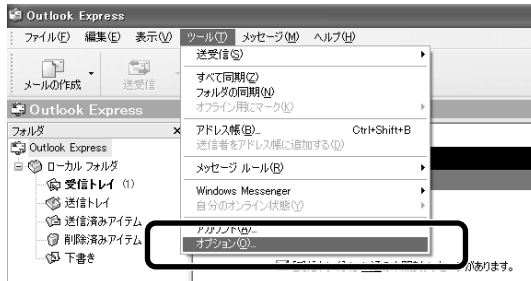 Outlook Express
ファイル(F) 編集(E) 表示(V) ツール(T) メッセージ(M) ヘルプ(H)
メールの作成 送受信
Outlook Express
フォルダ ×
Outlook Express
ローカル フォルダ
受信トレイ (1)
送信トレイ
送信済みアイテム
削除済みアイテム
下書き
送受信(S)
すべて同期(Z)
フォルダの同期(N)
オフライン用にマーク(K)
アドレス帳(B)... Ctrl+Shift+B
送信者をアドレス帳に追加する(D)
メッセージ ルール(R)
Windows Messenger
自分のオンライン状態(Y)
アカウント(A)...
オプション(O)...
があります。